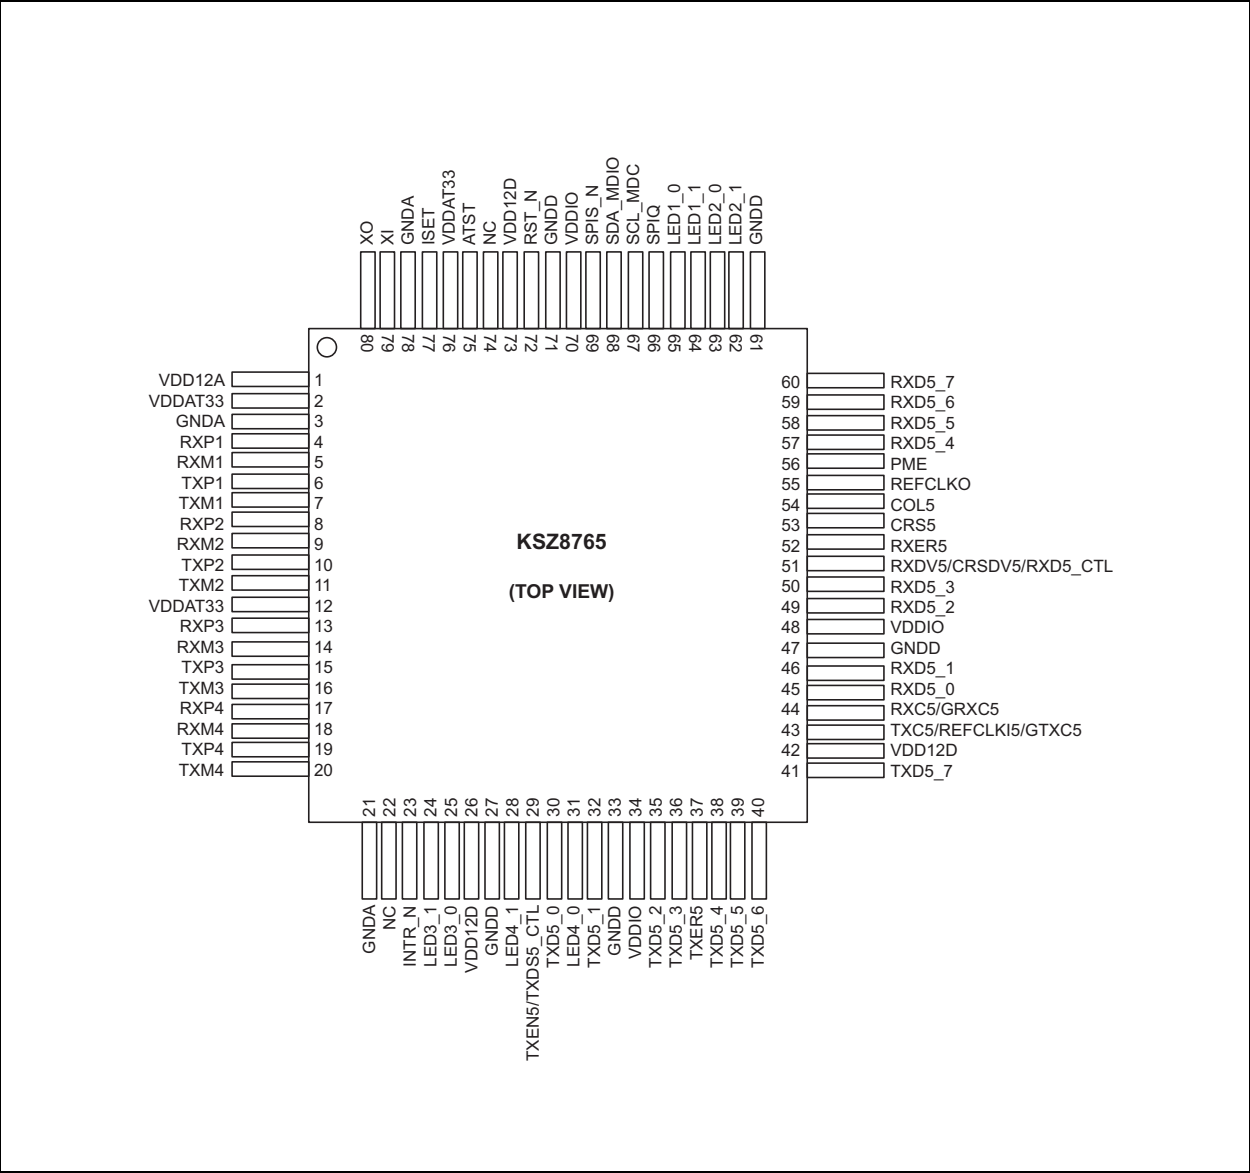 XO
XI
GNDA
ISET
VDDAT33
ATST
NC
VDD12D
RST_N
GNDD
VDDIO
SPIS_N
SDA_MDIO
SCL_MDC
SPIQ
LED1_0
LED1_1
LED2_0
LED2_1
GNDD
80
79
78
77
76
75
74
73
72
71
70
69
68
67
66
65
64
63
62
61
VDD12A 1
VDDAT33 2
GNDA 3
RXP1 4
RXM1 5
TXP1 6
TXM1 7
RXP2 8
RXM2 9
TXP2 10
TXM2 11
VDDAT33 12
RXP3 13
RXM3 14
TXP3 15
TXM3 16
RXP4 17
RXM4 18
TXP4 19
TXM4 20
KSZ8765
(TOP VIEW)
60 RXD5_7
59 RXD5_6
58 RXD5_5
57 RXD5_4
56 PME
55 REFCLKO
54 COL5
53 CRS5
52 RXER5
51 RXDV5/CRSDV5/RXD5_CTL
50 RXD5_3
49 RXD5_2
48 VDDIO
47 GNDD
46 RXD5_1
45 RXD5_0
44 RXC5/GRXC5
43 TXC5/REFCLKI5/GTXC5
42 VDD12D
41 TXD5_7
21
22
23
24
25
26
27
28
29
30
31
32
33
34
35
36
37
38
39
40
GNDA
NC
INTR_N
LED3_1
LED3_0
VDD12D
GNDD
LED4_1
TXEN5/TXDS5_CTL
TXD5_0
LED4_0
TXD5_1
GNDD
VDDIO
TXD5_2
TXD5_3
TXER5
TXD5_4
TXD5_5
TXD5_6